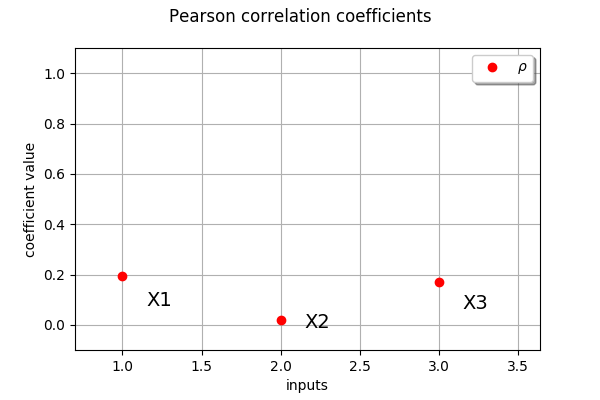 Pearson correlation coefficients
ρ
coefficient value
1.0
0.8
0.6
0.4
0.2
0.0
X1
X2
X3
1.0 1.5 2.0 2.5 3.0 3.5
inputs